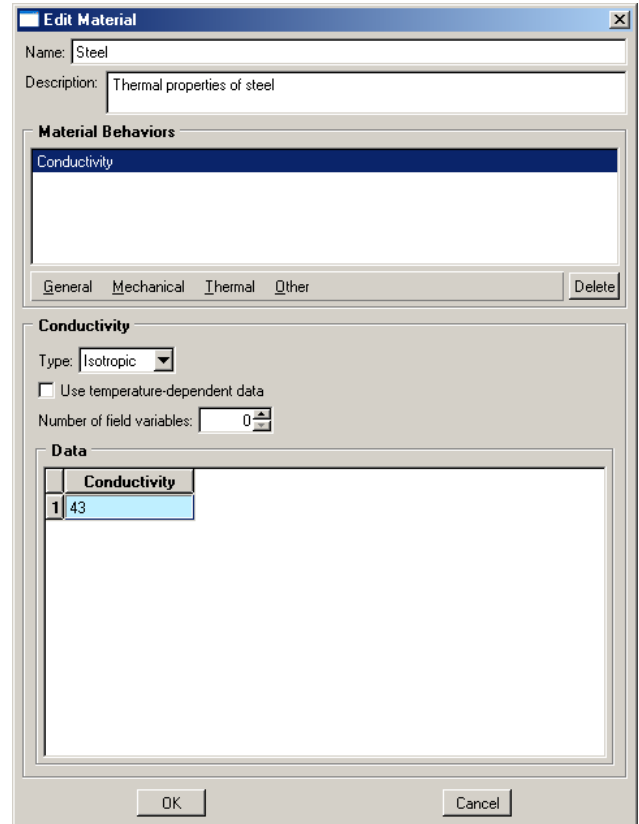 Edit Material
Name: Steel
Description: Thermal properties of steel
Material Behaviors
Conductivity
General Mechanical Thermal Other Delete
Conductivity
Type: Isotropic
Use temperature-dependent data
Number of field variables: 0
Data
Conductivity
1 43
OK Cancel